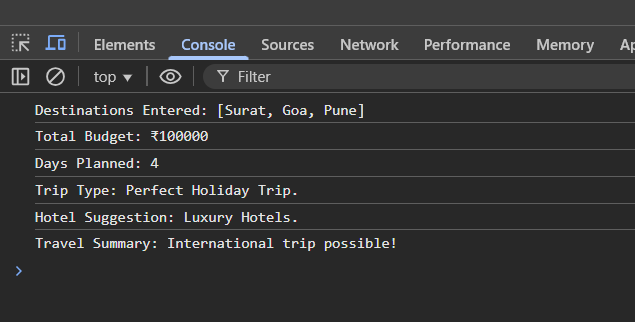 Elements Console Sources Network Performance Memory
top ▼ Filter
Destinations Entered: [Surat, Goa, Pune]
Total Budget: ₹100000
Days Planned: 4
Trip Type: Perfect Holiday Trip.
Hotel Suggestion: Luxury Hotels.
Travel Summary: International trip possible!
>